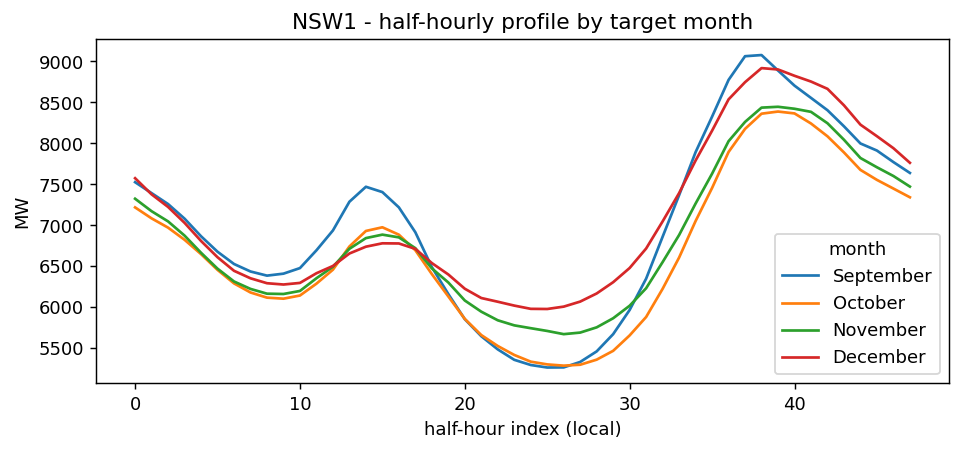 NSW1 - half-hourly profile by target month
MW
9000
8500
8000
7500
7000
6500
6000
5500
0 10 20 30 40
half-hour index (local)
month
September
October
November
December